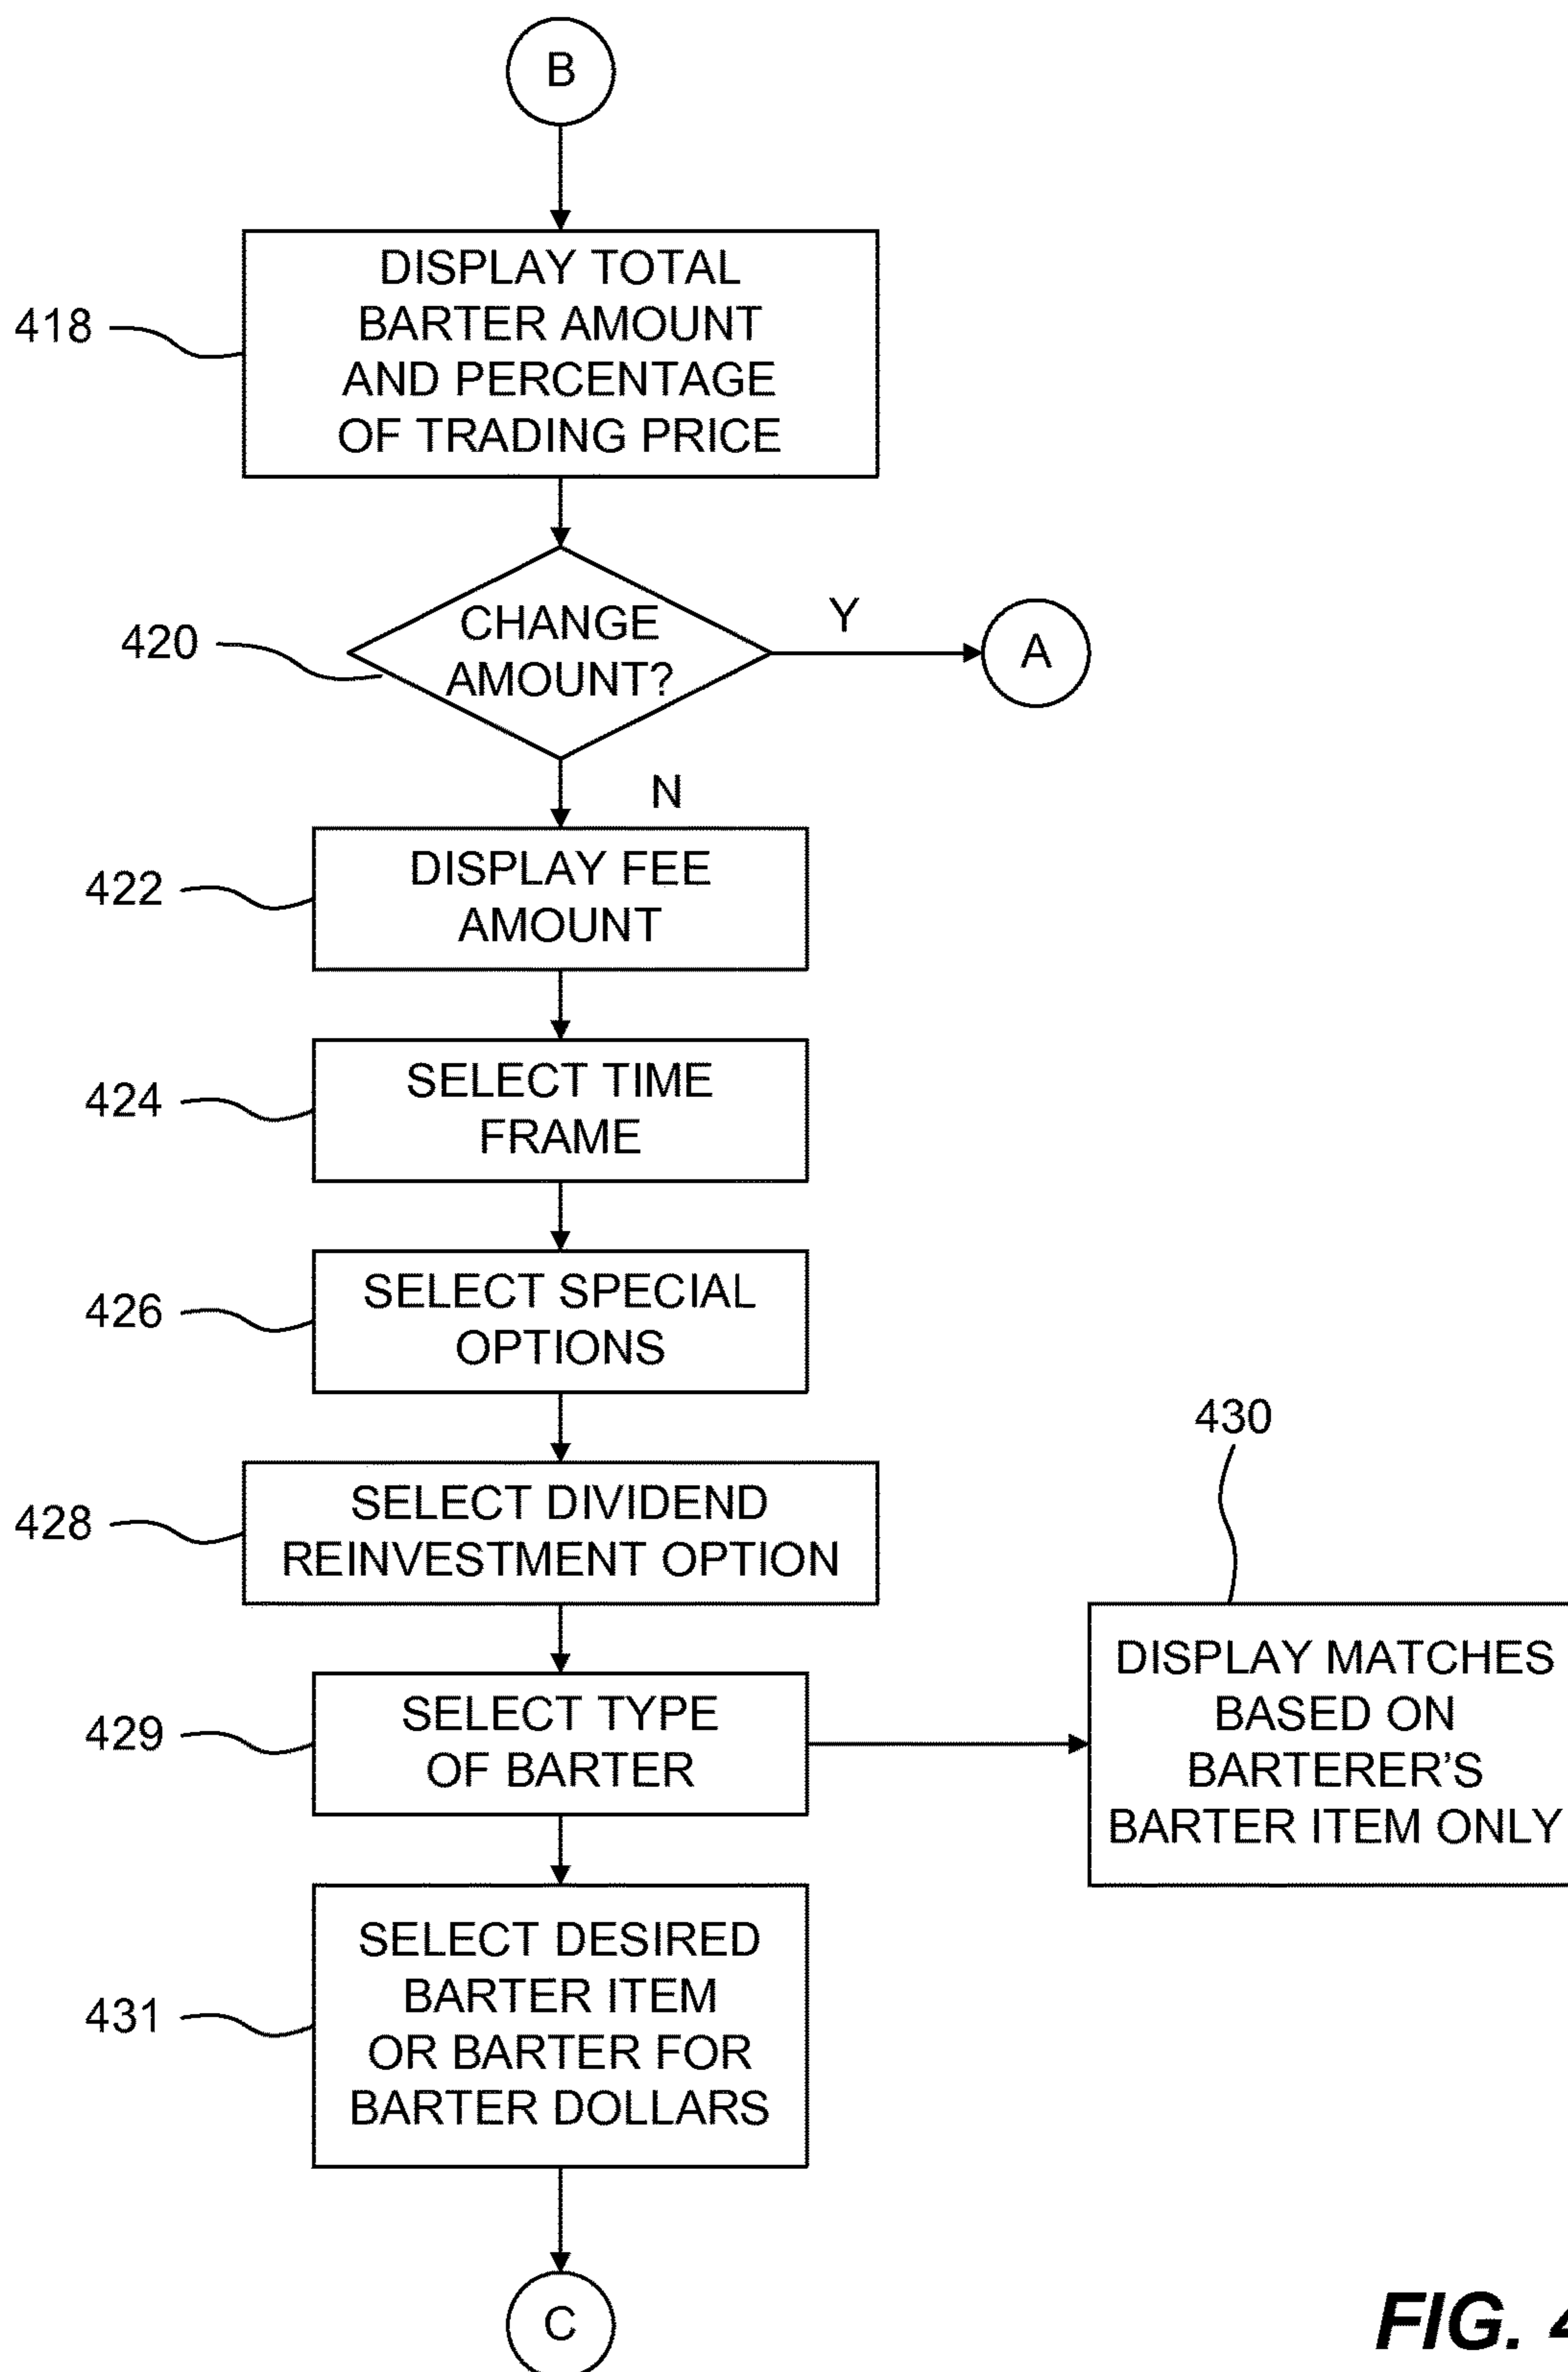 B
DISPLAY TOTAL
BARTER AMOUNT
AND PERCENTAGE
OF TRADING PRICE
418
CHANGE
AMOUNT?
420
Y
A
N
DISPLAY FEE
AMOUNT
422
SELECT TIME
FRAME
424
SELECT SPECIAL
OPTIONS
426
SELECT DIVIDEND
REINVESTMENT OPTION
428
430
SELECT TYPE
OF BARTER
429
DISPLAY MATCHES
BASED ON
BARTERER’S
BARTER ITEM ONLY
SELECT DESIRED
BARTER ITEM
OR BARTER FOR
BARTER DOLLARS
431
C
FIG.